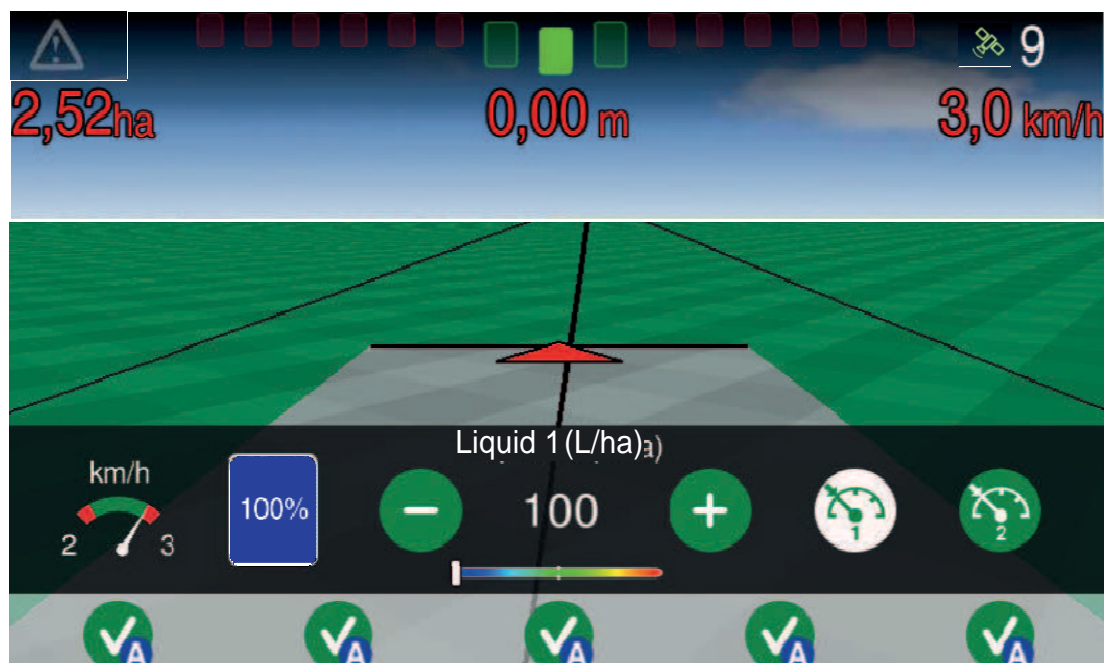 9
2,52ha 0,00 m 3,0 km/h
Liquid 1 (L/ha) a)
km/h
2 3
100%
− 100 +
1 2
A A A A A